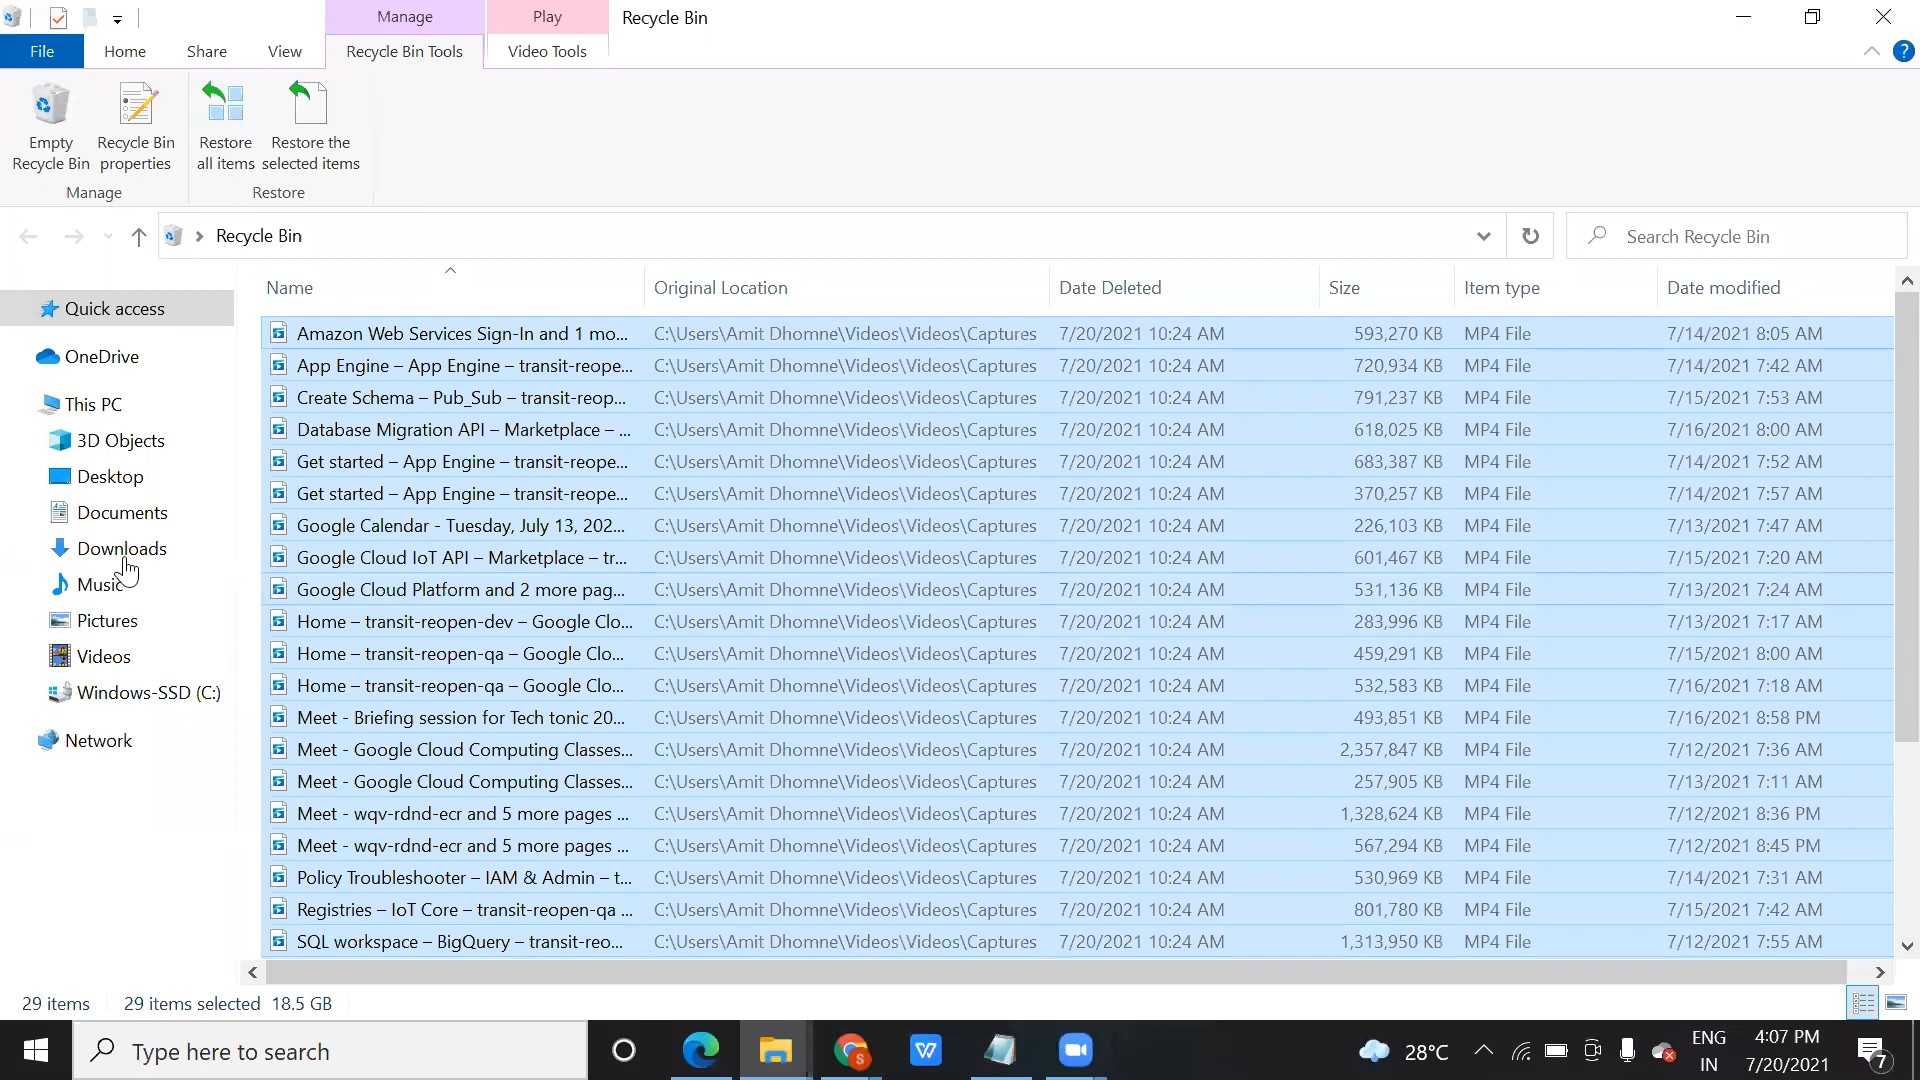 Manage Play Recycle Bin
File Home Share View Recycle Bin Tools Video Tools
Empty Recycle Bin
Recycle Bin properties
Restore all items
Restore the selected items
Manage Restore
Recycle Bin Search Recycle Bin
Quick access
OneDrive
This PC
3D Objects
Desktop
Documents
Downloads
Music
Pictures
Videos
Windows-SSD (C:)
Network
Name Original Location Date Deleted Size Item type Date modified
Amazon Web Services Sign-In and 1 mo... C:\Users\Amit Dhomne\Videos\Videos\Captures 7/20/2021 10:24 AM 593,270 KB MP4 File 7/14/2021 8:05 AM
App Engine – App Engine – transit-reope... C:\Users\Amit Dhomne\Videos\Videos\Captures 7/20/2021 10:24 AM 720,934 KB MP4 File 7/14/2021 7:42 AM
Create Schema – Pub_Sub – transit-reop... C:\Users\Amit Dhomne\Videos\Videos\Captures 7/20/2021 10:24 AM 791,237 KB MP4 File 7/15/2021 7:53 AM
Database Migration API – Marketplace – ... C:\Users\Amit Dhomne\Videos\Videos\Captures 7/20/2021 10:24 AM 618,025 KB MP4 File 7/16/2021 8:00 AM
Get started – App Engine – transit-reope... C:\Users\Amit Dhomne\Videos\Videos\Captures 7/20/2021 10:24 AM 683,387 KB MP4 File 7/14/2021 7:52 AM
Get started – App Engine – transit-reope... C:\Users\Amit Dhomne\Videos\Videos\Captures 7/20/2021 10:24 AM 370,257 KB MP4 File 7/14/2021 7:57 AM
Google Calendar - Tuesday, July 13, 202... C:\Users\Amit Dhomne\Videos\Videos\Captures 7/20/2021 10:24 AM 226,103 KB MP4 File 7/13/2021 7:47 AM
Google Cloud IoT API – Marketplace – tr... C:\Users\Amit Dhomne\Videos\Videos\Captures 7/20/2021 10:24 AM 601,467 KB MP4 File 7/15/2021 7:20 AM
Google Cloud Platform and 2 more pag... C:\Users\Amit Dhomne\Videos\Videos\Captures 7/20/2021 10:24 AM 531,136 KB MP4 File 7/13/2021 7:24 AM
Home – transit-reopen-dev – Google Clo... C:\Users\Amit Dhomne\Videos\Videos\Captures 7/20/2021 10:24 AM 283,996 KB MP4 File 7/13/2021 7:17 AM
Home – transit-reopen-qa – Google Clo... C:\Users\Amit Dhomne\Videos\Videos\Captures 7/20/2021 10:24 AM 459,291 KB MP4 File 7/15/2021 8:00 AM
Home – transit-reopen-qa – Google Clo... C:\Users\Amit Dhomne\Videos\Videos\Captures 7/20/2021 10:24 AM 532,583 KB MP4 File 7/16/2021 7:18 AM
Meet - Briefing session for Tech tonic 20... C:\Users\Amit Dhomne\Videos\Videos\Captures 7/20/2021 10:24 AM 493,851 KB MP4 File 7/16/2021 8:58 PM
Meet - Google Cloud Computing Classes... C:\Users\Amit Dhomne\Videos\Videos\Captures 7/20/2021 10:24 AM 2,357,847 KB MP4 File 7/12/2021 7:36 AM
Meet - Google Cloud Computing Classes... C:\Users\Amit Dhomne\Videos\Videos\Captures 7/20/2021 10:24 AM 257,905 KB MP4 File 7/13/2021 7:11 AM
Meet - wqv-rdnd-ecr and 5 more pages ... C:\Users\Amit Dhomne\Videos\Videos\Captures 7/20/2021 10:24 AM 1,328,624 KB MP4 File 7/12/2021 8:36 PM
Meet - wqv-rdnd-ecr and 5 more pages ... C:\Users\Amit Dhomne\Videos\Videos\Captures 7/20/2021 10:24 AM 567,294 KB MP4 File 7/12/2021 8:45 PM
Policy Troubleshooter – IAM & Admin – t... C:\Users\Amit Dhomne\Videos\Videos\Captures 7/20/2021 10:24 AM 530,969 KB MP4 File 7/14/2021 7:31 AM
Registries – IoT Core – transit-reopen-qa ... C:\Users\Amit Dhomne\Videos\Videos\Captures 7/20/2021 10:24 AM 801,780 KB MP4 File 7/15/2021 7:42 AM
SQL workspace – BigQuery – transit-reo... C:\Users\Amit Dhomne\Videos\Videos\Captures 7/20/2021 10:24 AM 1,313,950 KB MP4 File 7/12/2021 7:55 AM
29 items 29 items selected 18.5 GB
Type here to search 28°C ENG IN 4:07 PM 7/20/2021 7